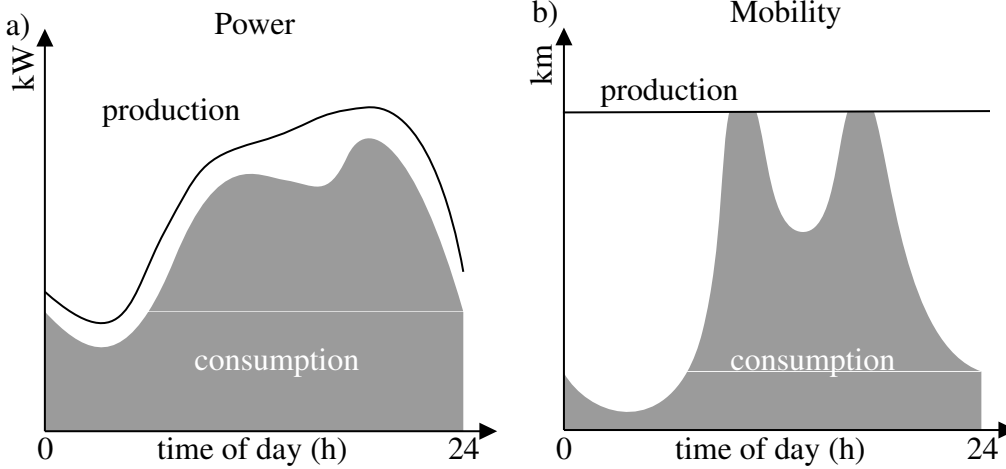 a)
Power
kW
production
consumption
0
time of day (h)
24
b)
Mobility
km
production
consumption
0
time of day (h)
24